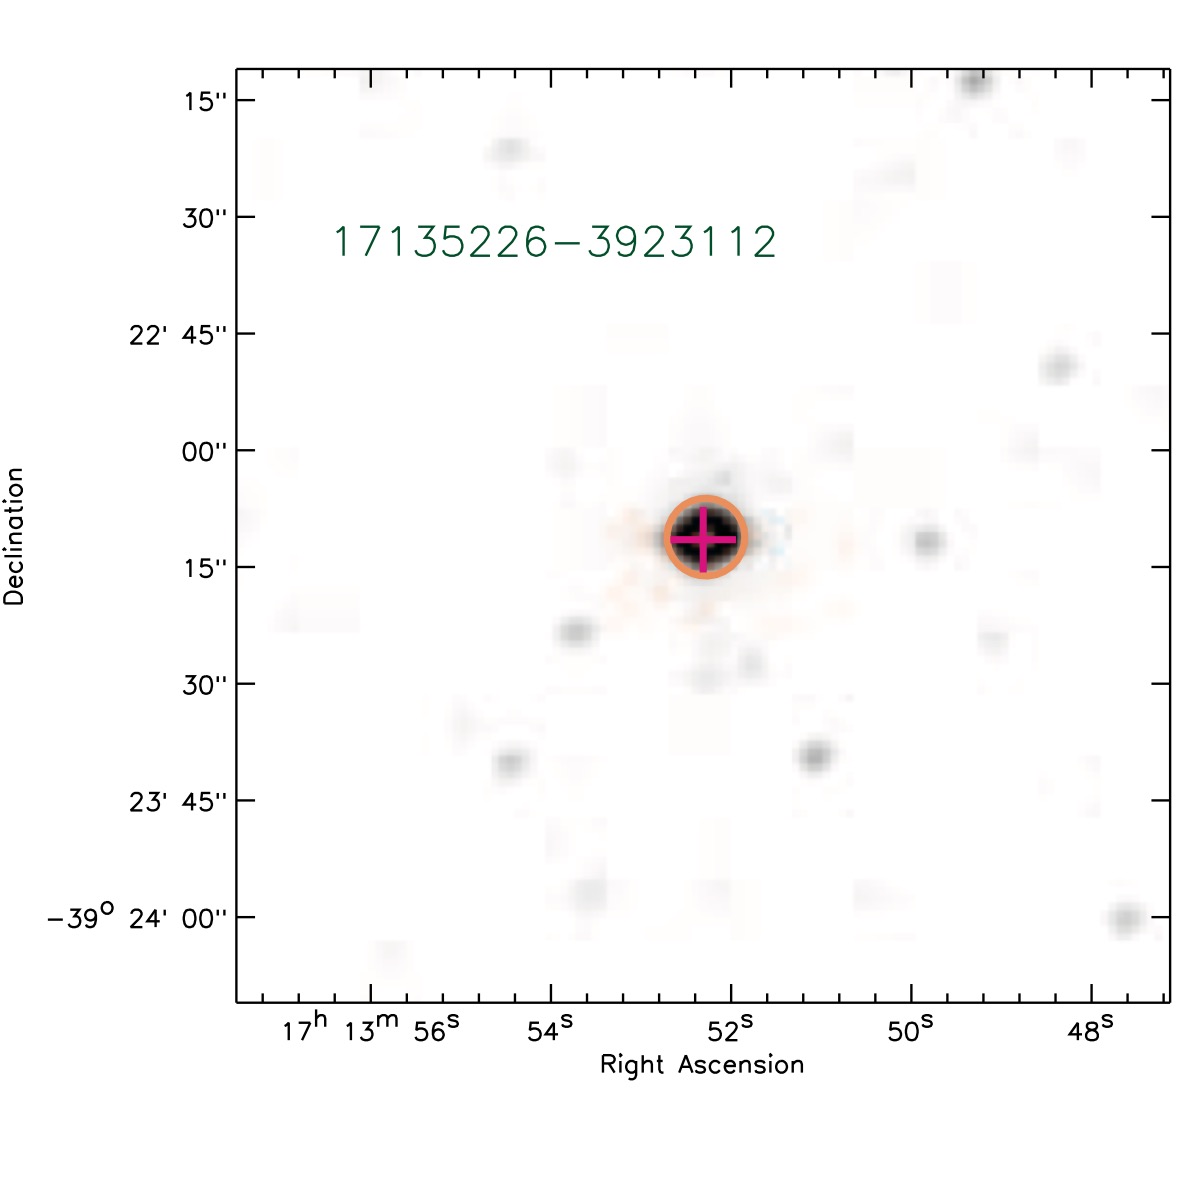 15"
30"
17135226−3923112
22' 45"
00"
15"
30"
23' 45"
−39° 24' 00"
Declination
17ʰ 13ᵐ 56ˢ 54ˢ 52ˢ 50ˢ 48ˢ
Right Ascension